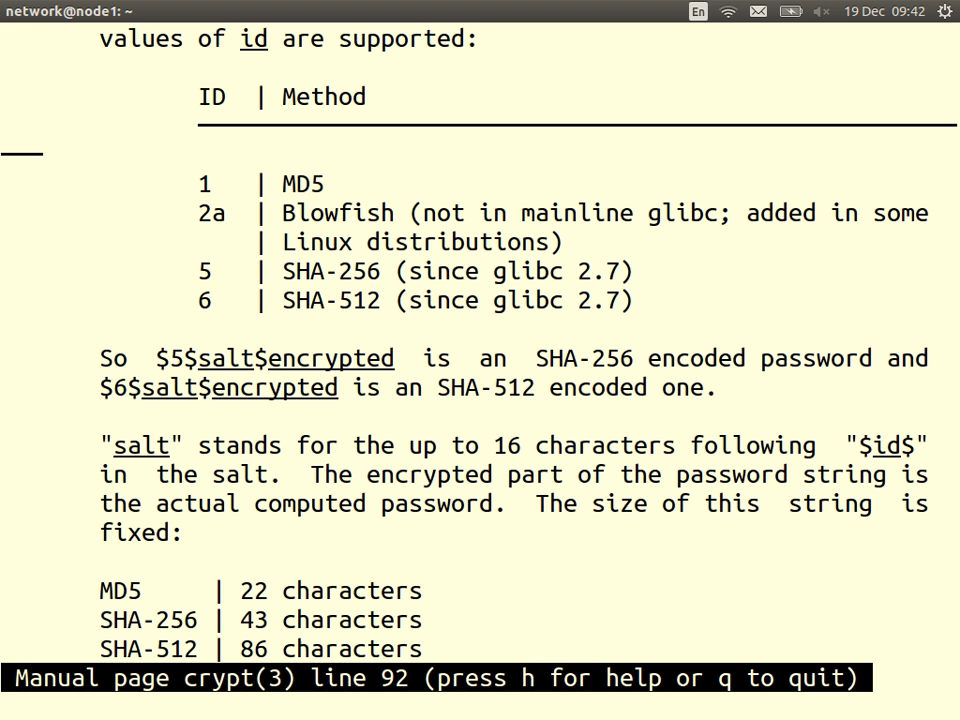 network@node1: ~ En 19 Dec 09:42
values of id are supported:
ID | Method
1 | MD5
2a | Blowfish (not in mainline glibc; added in some
| Linux distributions)
5 | SHA-256 (since glibc 2.7)
6 | SHA-512 (since glibc 2.7)
So $5$salt$encrypted is an SHA-256 encoded password and
$6$salt$encrypted is an SHA-512 encoded one.
"salt" stands for the up to 16 characters following "$id$"
in the salt. The encrypted part of the password string is
the actual computed password. The size of this string is
fixed:
MD5 | 22 characters
SHA-256 | 43 characters
SHA-512 | 86 characters
Manual page crypt(3) line 92 (press h for help or q to quit)